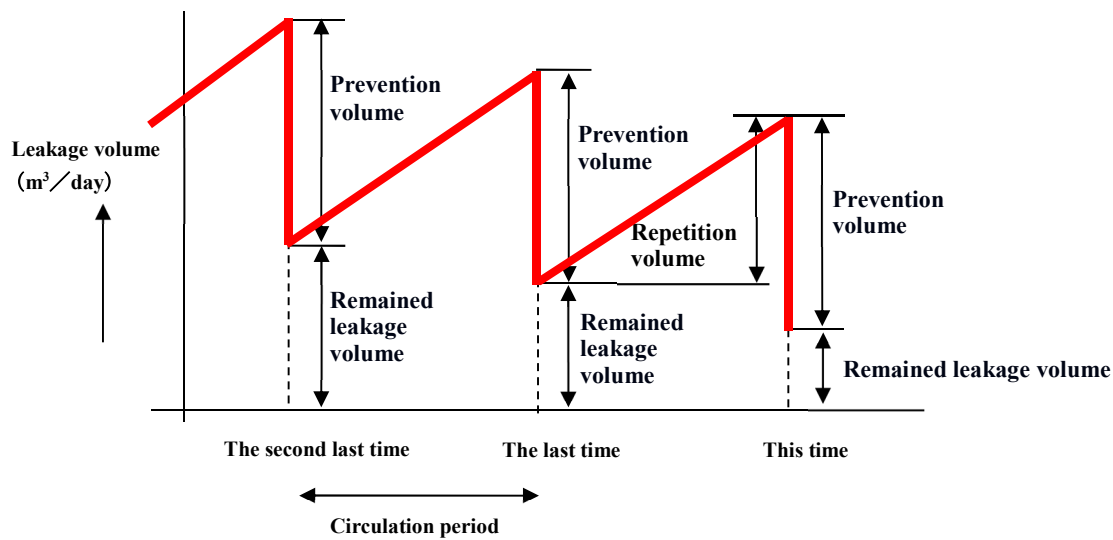 Prevention
volume
Leakage volume
（m³／day）
Prevention
volume
Prevention
volume
Repetition
volume
Remained
leakage
volume
Remained
leakage
volume
Remained leakage volume
The second last time
The last time
This time
Circulation period